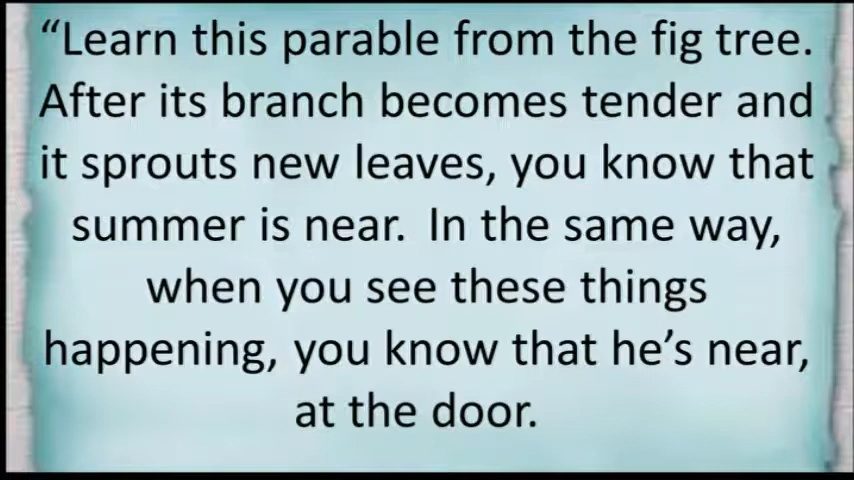 “Learn this parable from the fig tree.
After its branch becomes tender and
it sprouts new leaves, you know that
summer is near.  In the same way,
when you see these things
happening, you know that he’s near,
at the door.